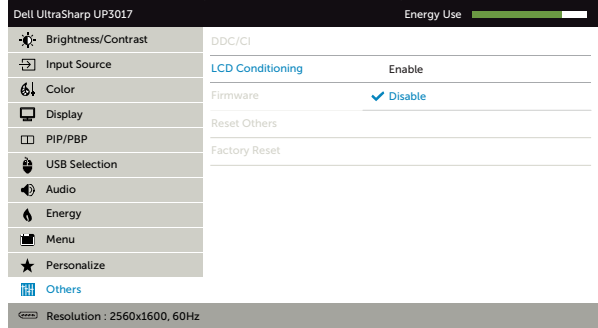 Dell UltraSharp UP3017 Energy Use
Brightness/Contrast DDC/CI
Input Source LCD Conditioning Enable
Color Firmware Disable
Display Reset Others
PIP/PBP Factory Reset
USB Selection
Audio
Energy
Menu
Personalize
Others
Resolution : 2560x1600, 60Hz